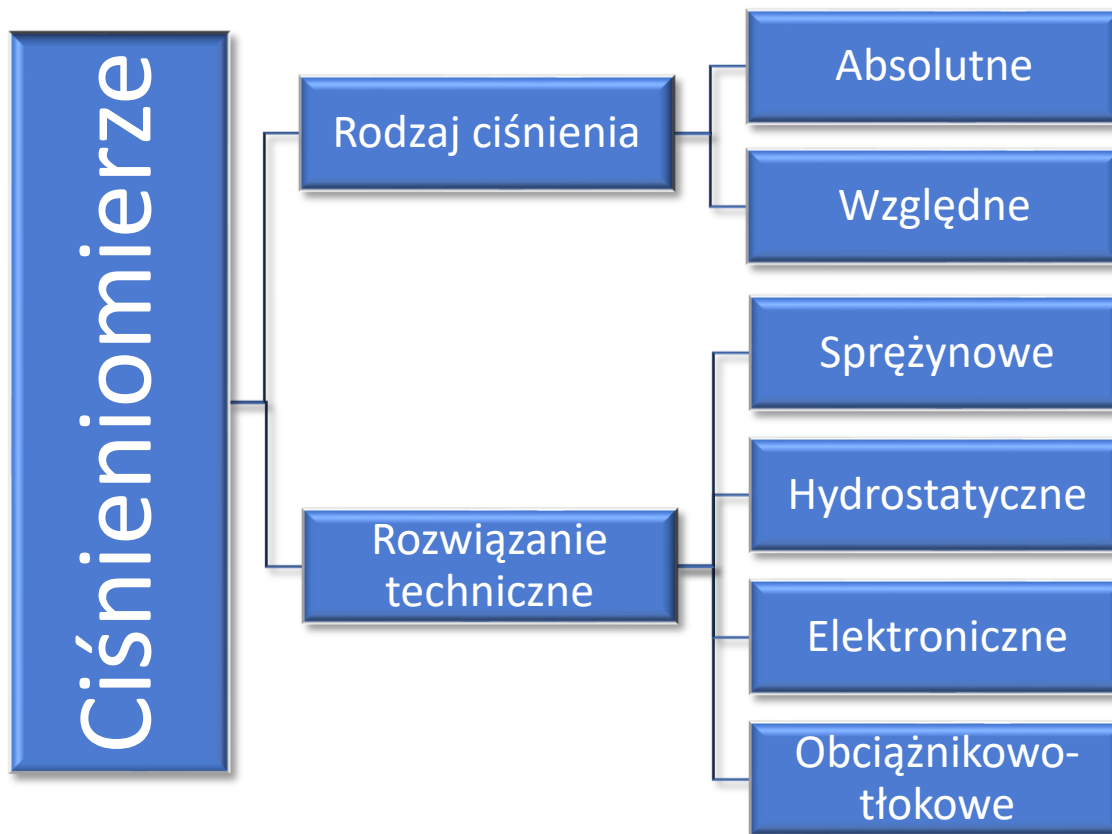 Ciśnieniomierze
Rodzaj ciśnienia
Absolutne
Względne
Rozwiązanie
techniczne
Sprężynowe
Hydrostatyczne
Elektroniczne
Obciążnikowo-
tłokowe